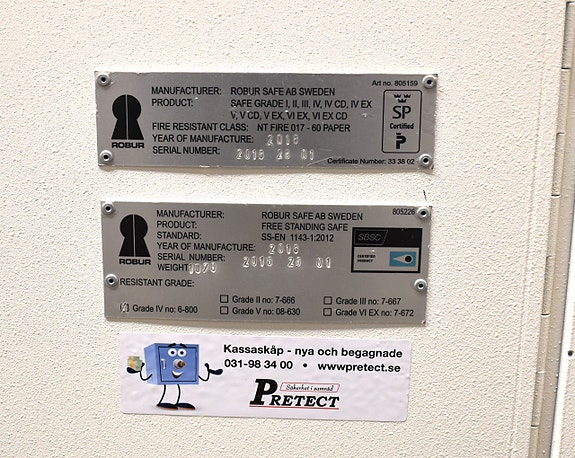 Art no. 805159
MANUFACTURER: ROBUR SAFE AB SWEDEN
PRODUCT: SAFE GRADE I, II, III, IV, IV CD, IV EX
V, V CD, V EX, VI EX, VI EX CD
FIRE RESISTANT CLASS: NT FIRE 017 - 60 PAPER
YEAR OF MANUFACTURE:
SERIAL NUMBER:
ROBUR
SP
Certified
P
Certificate Number: 33 38 02
805226
MANUFACTURER: ROBUR SAFE AB SWEDEN
PRODUCT: FREE STANDING SAFE
STANDARD: SS-EN 1143-1:2012
YEAR OF MANUFACTURE:
SERIAL NUMBER:
WEIGHT
ROBUR
SBSC
CERTIFIED
PRODUCT
RESISTANT GRADE:
Grade II no: 7-666 Grade III no: 7-667
Grade IV no: 6-800 Grade V no: 08-630 Grade VI EX no: 7-672
Kassaskåp - nya och begagnade
031-98 34 00 • www.pretect.se
Säkerhet i samråd
PRETECT